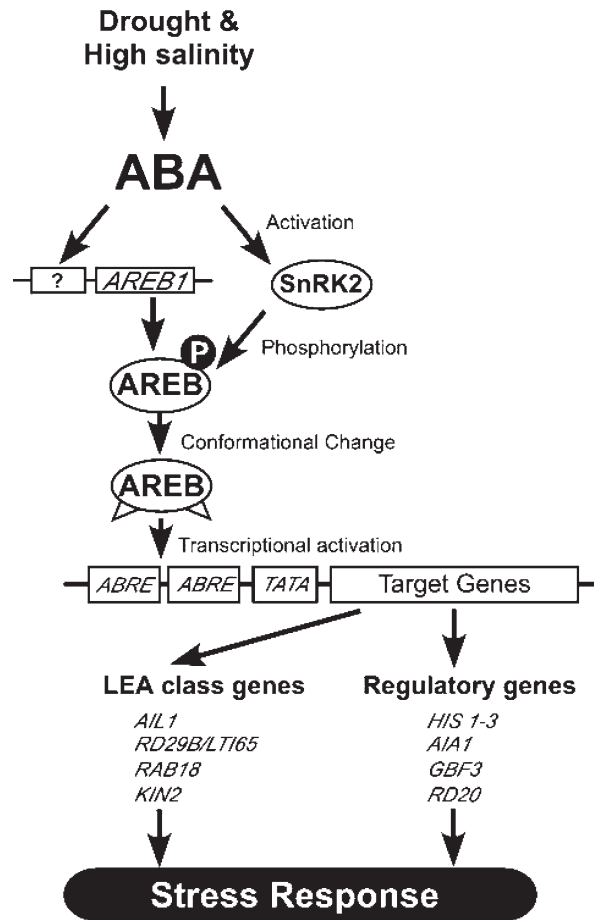 Drought &
High salinity
ABA
Activation
? AREB1
SnRK2
P
Phosphorylation
AREB
Conformational Change
AREB
Transcriptional activation
ABRE ABRE TATA Target Genes
LEA class genes
AIL1
RD29B/LTI65
RAB18
KIN2
Regulatory genes
HIS 1-3
AIA1
GBF3
RD20
Stress Response